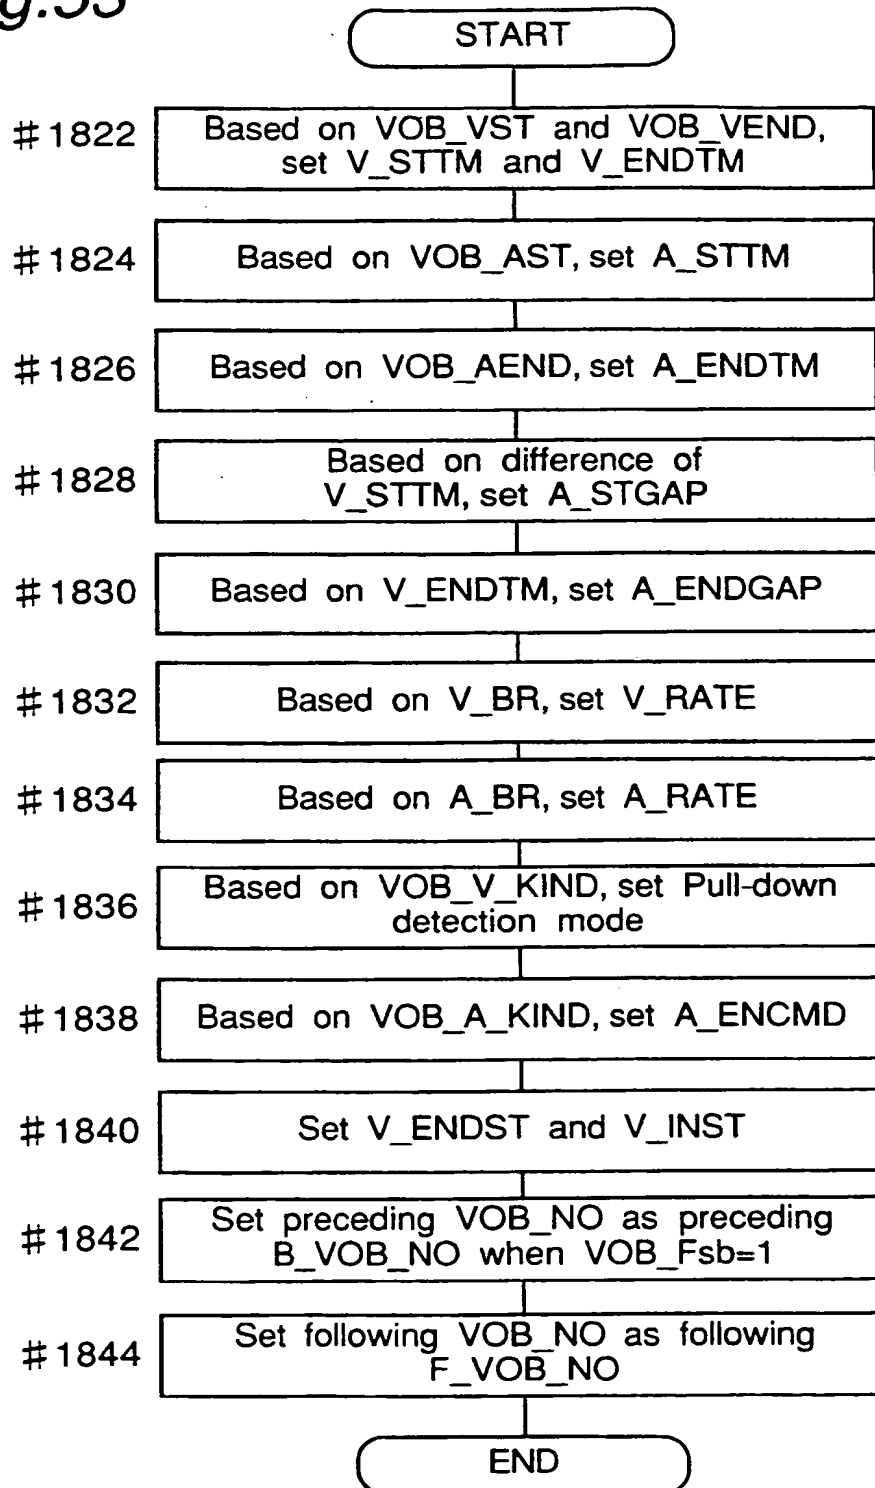 g.53
START
#1822
Based on VOB_VST and VOB_VEND,
set V_STTM and V_ENDTM
#1824
Based on VOB_AST, set A_STTM
#1826
Based on VOB_AEND, set A_ENDTM
#1828
Based on difference of
V_STTM, set A_STGAP
#1830
Based on V_ENDTM, set A_ENDGAP
#1832
Based on V_BR, set V_RATE
#1834
Based on A_BR, set A_RATE
#1836
Based on VOB_V_KIND, set Pull-down
detection mode
#1838
Based on VOB_A_KIND, set A_ENCMD
#1840
Set V_ENDST and V_INST
#1842
Set preceding VOB_NO as preceding
B_VOB_NO when VOB_Fsb=1
#1844
Set following VOB_NO as following
F_VOB_NO
END